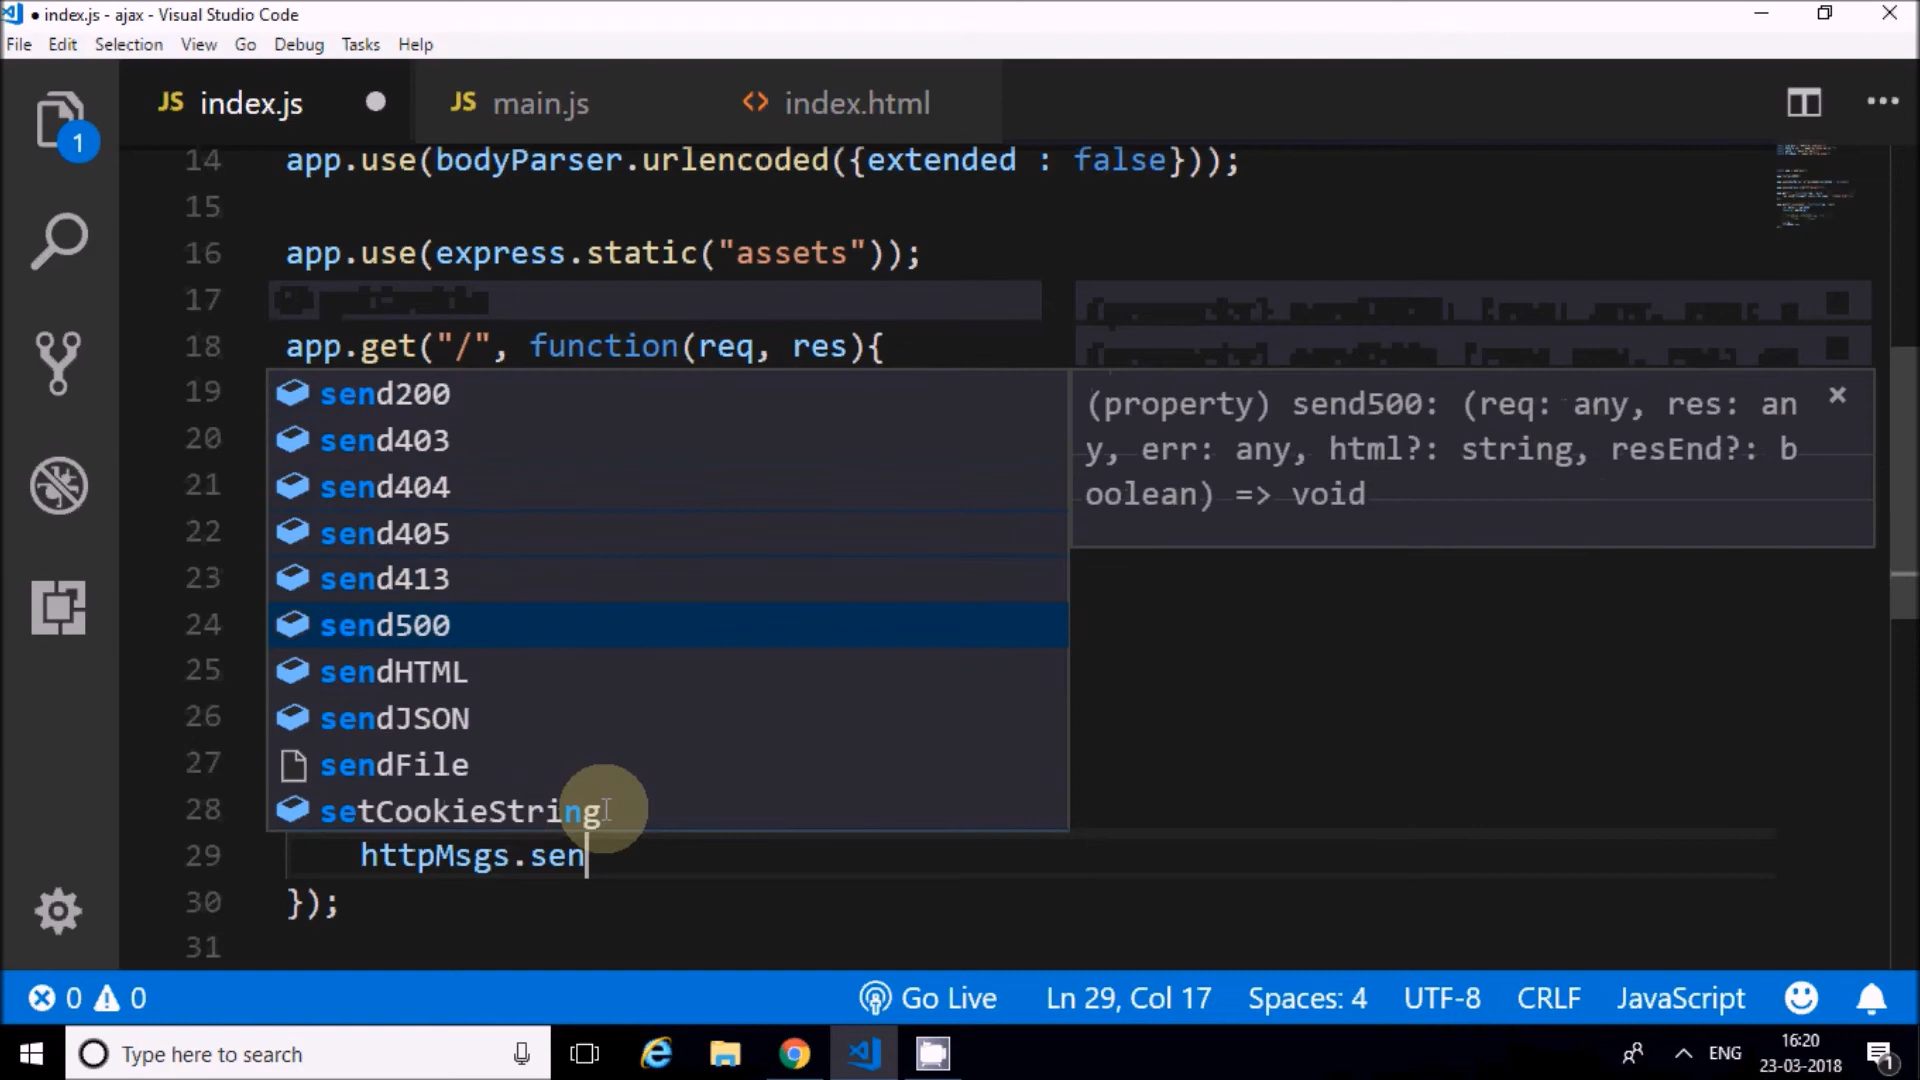 index.js - ajax - Visual Studio Code
File Edit Selection View Go Debug Tasks Help
1
JS index.js JS main.js <> index.html
14 app.use(bodyParser.urlencoded({extended : false}));
15
16 app.use(express.static("assets"));
17
18 app.get("/", function(req, res){
19 send200 (property) send500: (req: any, res: an
20 send403 y, err: any, html?: string, resEnd?: b
21 send404 oolean) => void
22 send405
23 send413
24 send500
25 sendHTML
26 sendJSON
27 sendFile
28 setCookieString
29 httpMsgs.sen
30 });
31
0 0 Go Live Ln 29, Col 17 Spaces: 4 UTF-8 CRLF JavaScript
Type here to search ENG 16:20
23-03-2018 1